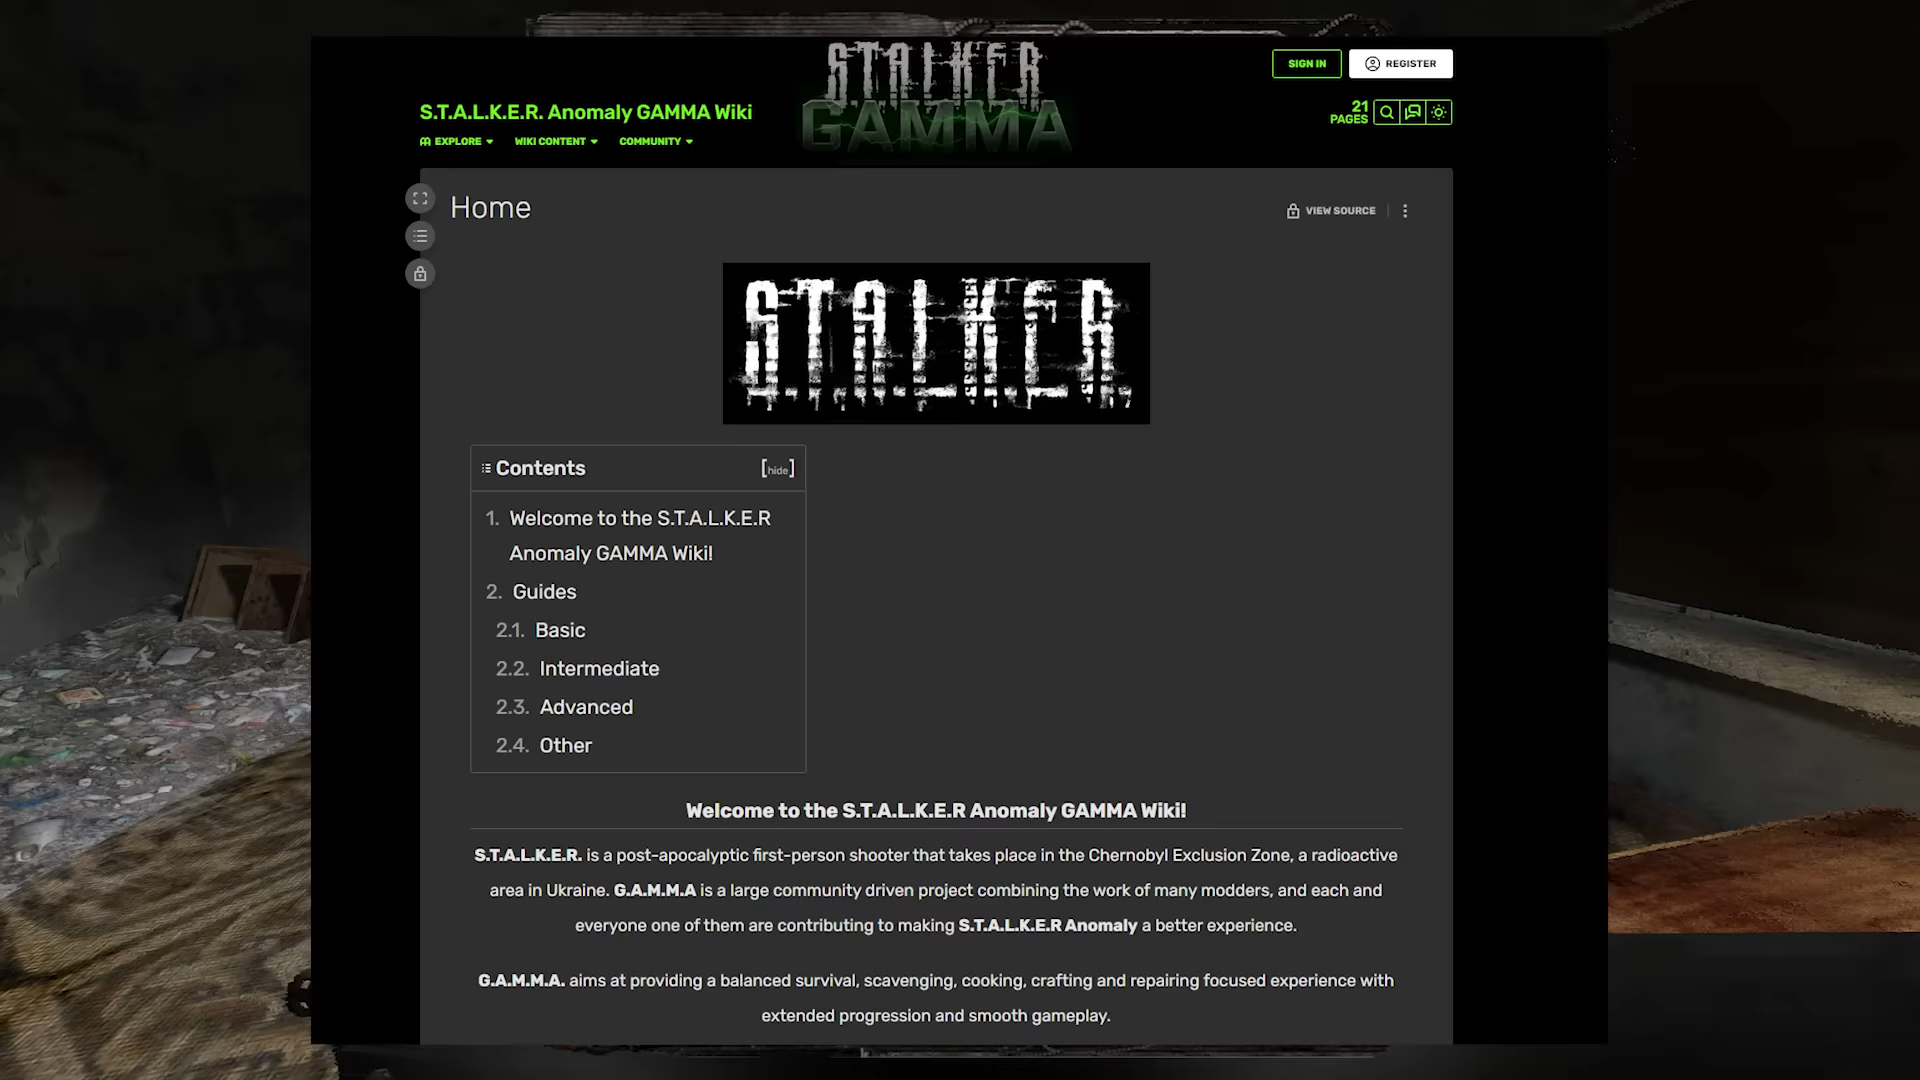 S.T.A.L.K.E.R.
GAMMA
SIGN IN
REGISTER
S.T.A.L.K.E.R. Anomaly GAMMA Wiki
21
PAGES
EXPLORE
WIKI CONTENT
COMMUNITY
Home
VIEW SOURCE
S.T.A.L.K.E.R.
Contents
[hide]
1. Welcome to the S.T.A.L.K.E.R
Anomaly GAMMA Wiki!
2. Guides
2.1. Basic
2.2. Intermediate
2.3. Advanced
2.4. Other
Welcome to the S.T.A.L.K.E.R Anomaly GAMMA Wiki!
S.T.A.L.K.E.R. is a post-apocalyptic first-person shooter that takes place in the Chernobyl Exclusion Zone, a radioactive
area in Ukraine. G.A.M.M.A is a large community driven project combining the work of many modders, and each and
everyone one of them are contributing to making S.T.A.L.K.E.R Anomaly a better experience.
G.A.M.M.A. aims at providing a balanced survival, scavenging, cooking, crafting and repairing focused experience with
extended progression and smooth gameplay.